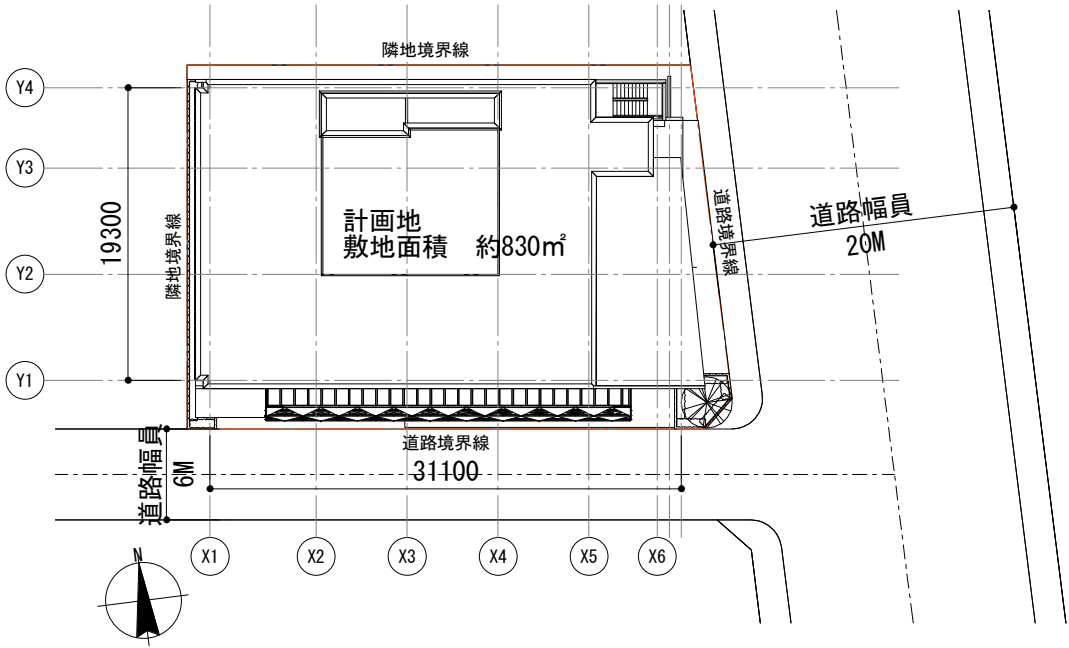 隣地境界線
Y4
Y3
Y2
Y1
19300
隣地境界線
計画地
敷地面積　約830㎡
道路境界線
道路幅員
20M
道路境界線
31100
道路幅員
6M
X1
X2
X3
X4
X5
X6
N